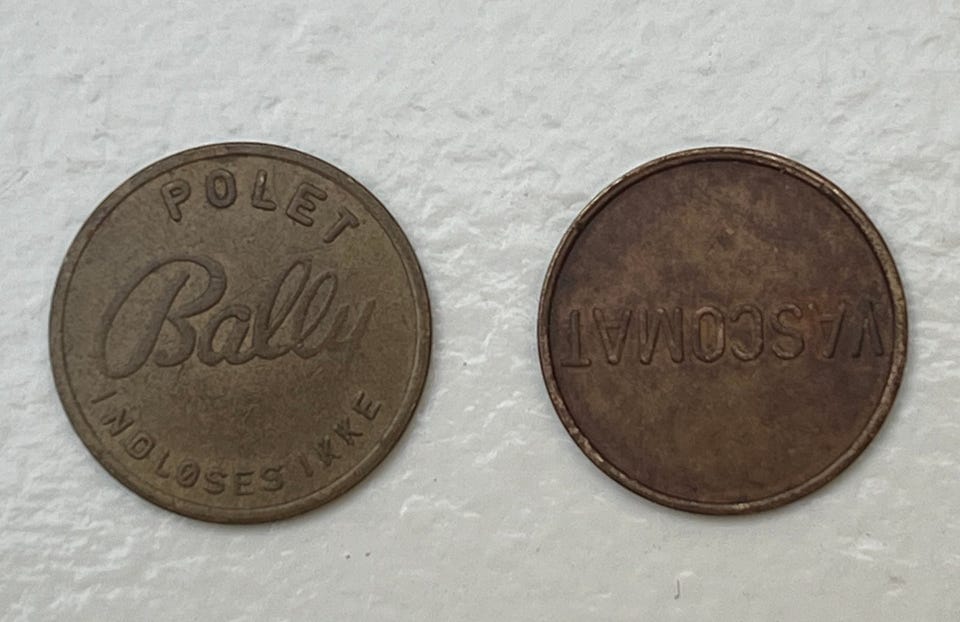 POLET
Bally
INDLØSES IKKE
VASCOMAT